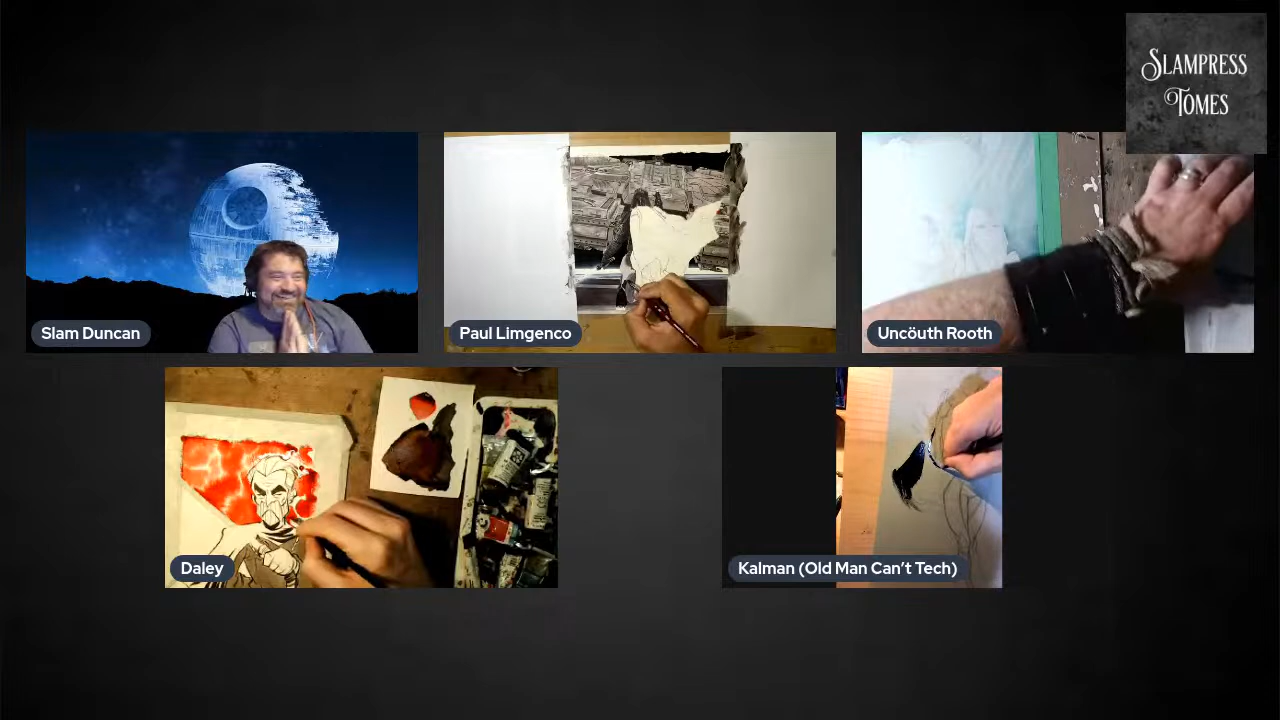 SLAMPRESS
TOMES
Slam Duncan
Paul Limgenco
Uncöuth Rooth
Daley
Kalman (Old Man Can't Tech)